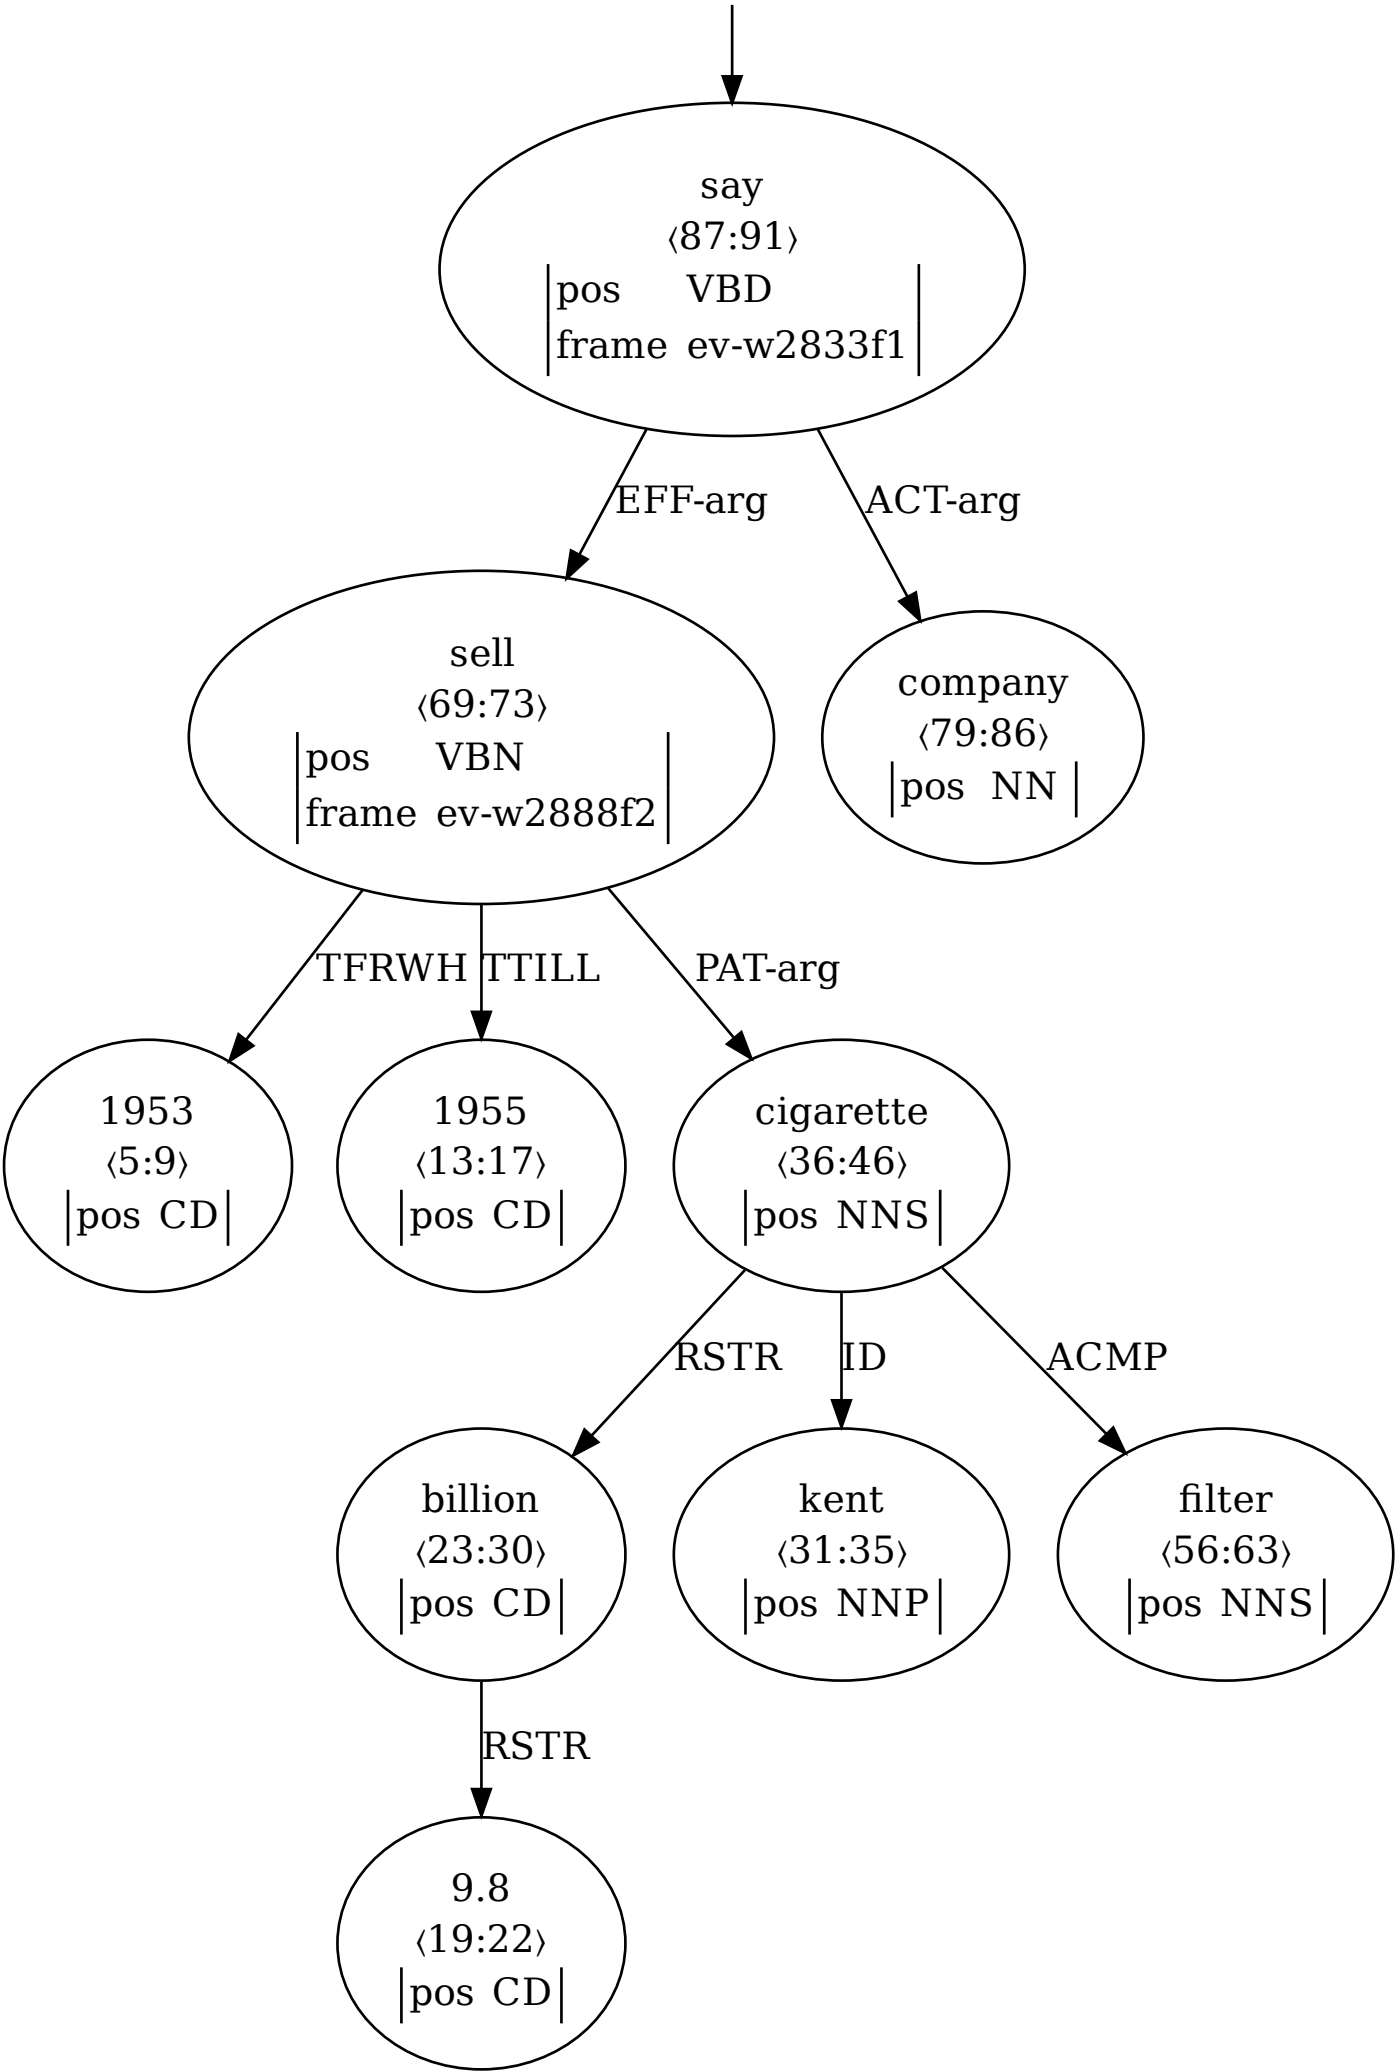 say
⟨87:91⟩
pos VBD
frame ev-w2833f1
EFF-arg
ACT-arg
sell
⟨69:73⟩
pos VBN
frame ev-w2888f2
company
⟨79:86⟩
pos NN
TFRWH
TTILL
PAT-arg
1953
⟨5:9⟩
pos CD
1955
⟨13:17⟩
pos CD
cigarette
⟨36:46⟩
pos NNS
RSTR
ID
ACMP
billion
⟨23:30⟩
pos CD
kent
⟨31:35⟩
pos NNP
filter
⟨56:63⟩
pos NNS
RSTR
9.8
⟨19:22⟩
pos CD